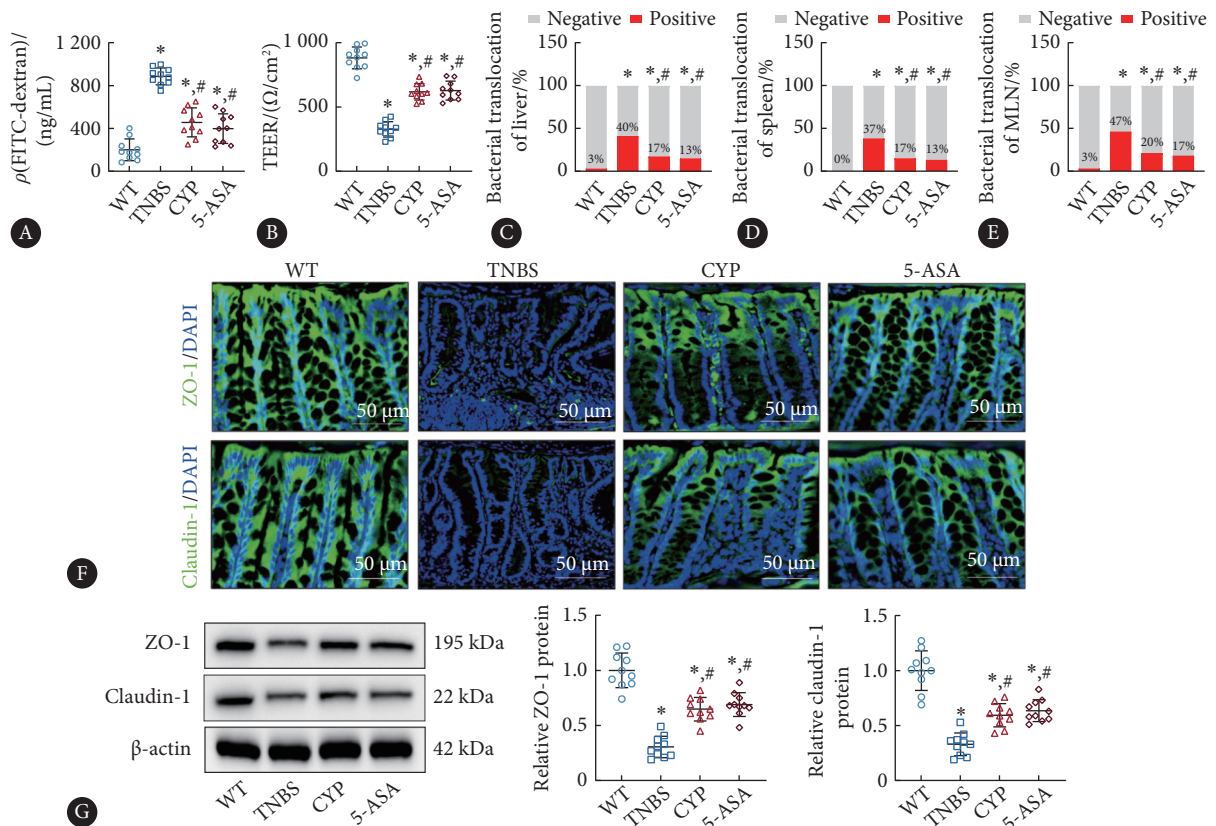 ρ(FITC-dextran)/
(ng/mL)
1 200
800
400
0
*
*,#
*,#
WT
TNBS
CYP
5-ASA
A
TEER/(Ω/cm²)
1 000
500
0
*
*,#
*,#
WT
TNBS
CYP
5-ASA
B
Negative Positive
Bacterial translocation
of liver/%
150
100
50
0
*
*,#
*,#
3%
40%
17%
13%
WT
TNBS
CYP
5-ASA
C
Negative Positive
Bacterial translocation
of spleen/%
150
100
50
0
*
*,#
*,#
0%
37%
17%
13%
WT
TNBS
CYP
5-ASA
D
Negative Positive
Bacterial translocation
of MLN/%
150
100
50
0
*
*,#
*,#
3%
47%
20%
17%
WT
TNBS
CYP
5-ASA
E
WT TNBS CYP 5-ASA
ZO-1/DAPI
50 μm 50 μm 50 μm 50 μm
Claudin-1/DAPI
50 μm 50 μm 50 μm 50 μm
F
ZO-1 195 kDa
Claudin-1 22 kDa
β-actin 42 kDa
WT TNBS CYP 5-ASA
G
Relative ZO-1 protein
1.5
1.0
0.5
0
*
*,#
*,#
WT
TNBS
CYP
5-ASA
Relative claudin-1
protein
1.5
1.0
0.5
0
*
*,#
*,#
WT
TNBS
CYP
5-ASA